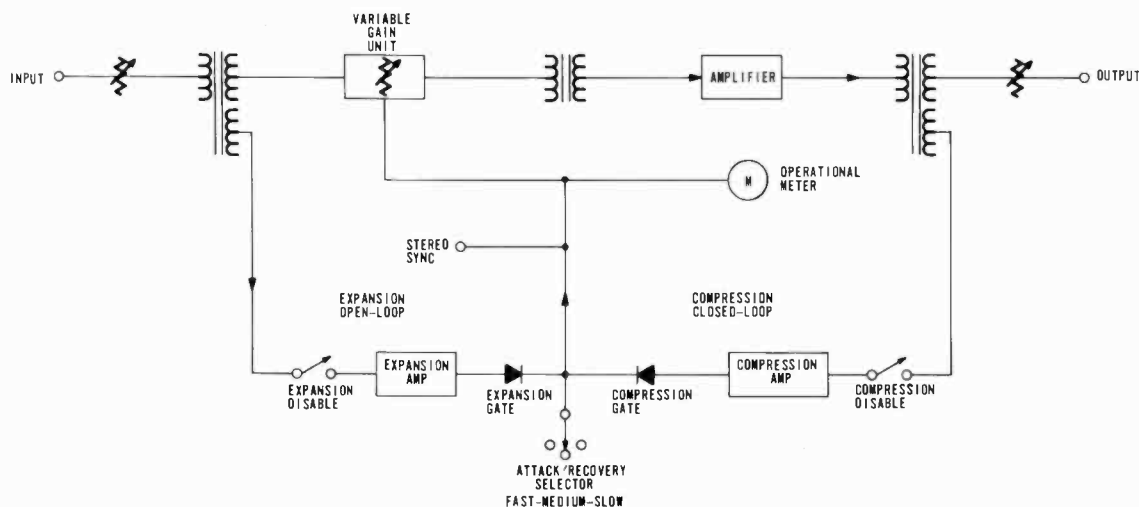 VARIABLE
GAIN
UNIT
INPUT
AMPLIFIER
OUTPUT
M
OPERATIONAL
METER
STEREO
SYNC
EXPANSION
OPEN-LOOP
COMPRESSION
CLOSED-LOOP
EXPANSION
AMP
COMPRESSION
AMP
EXPANSION
DISABLE
EXPANSION
GATE
COMPRESSION
GATE
COMPRESSION
DISABLE
ATTACK/RECOVERY
SELECTOR
FAST-MEDIUM-SLOW